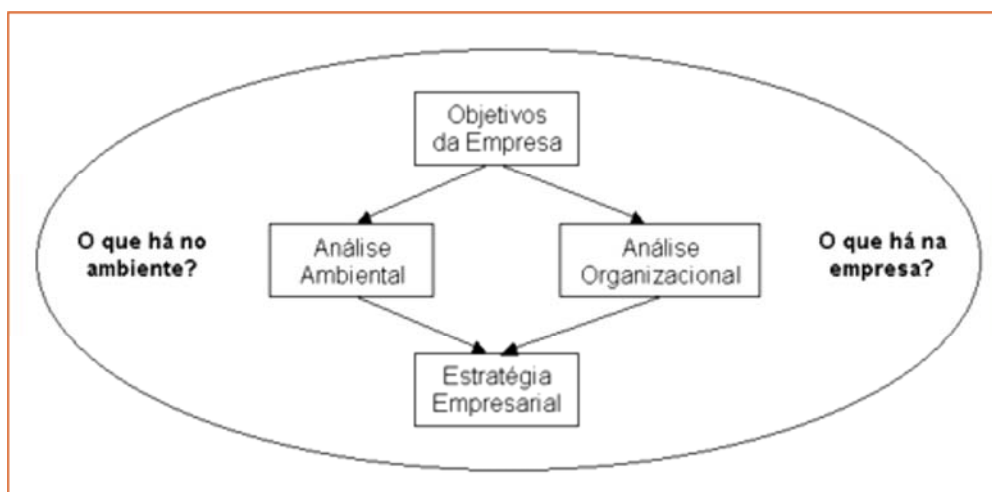 Objetivos
da Empresa
O que há no
ambiente?
Análise
Ambiental
Análise
Organizacional
O que há na
empresa?
Estratégia
Empresarial